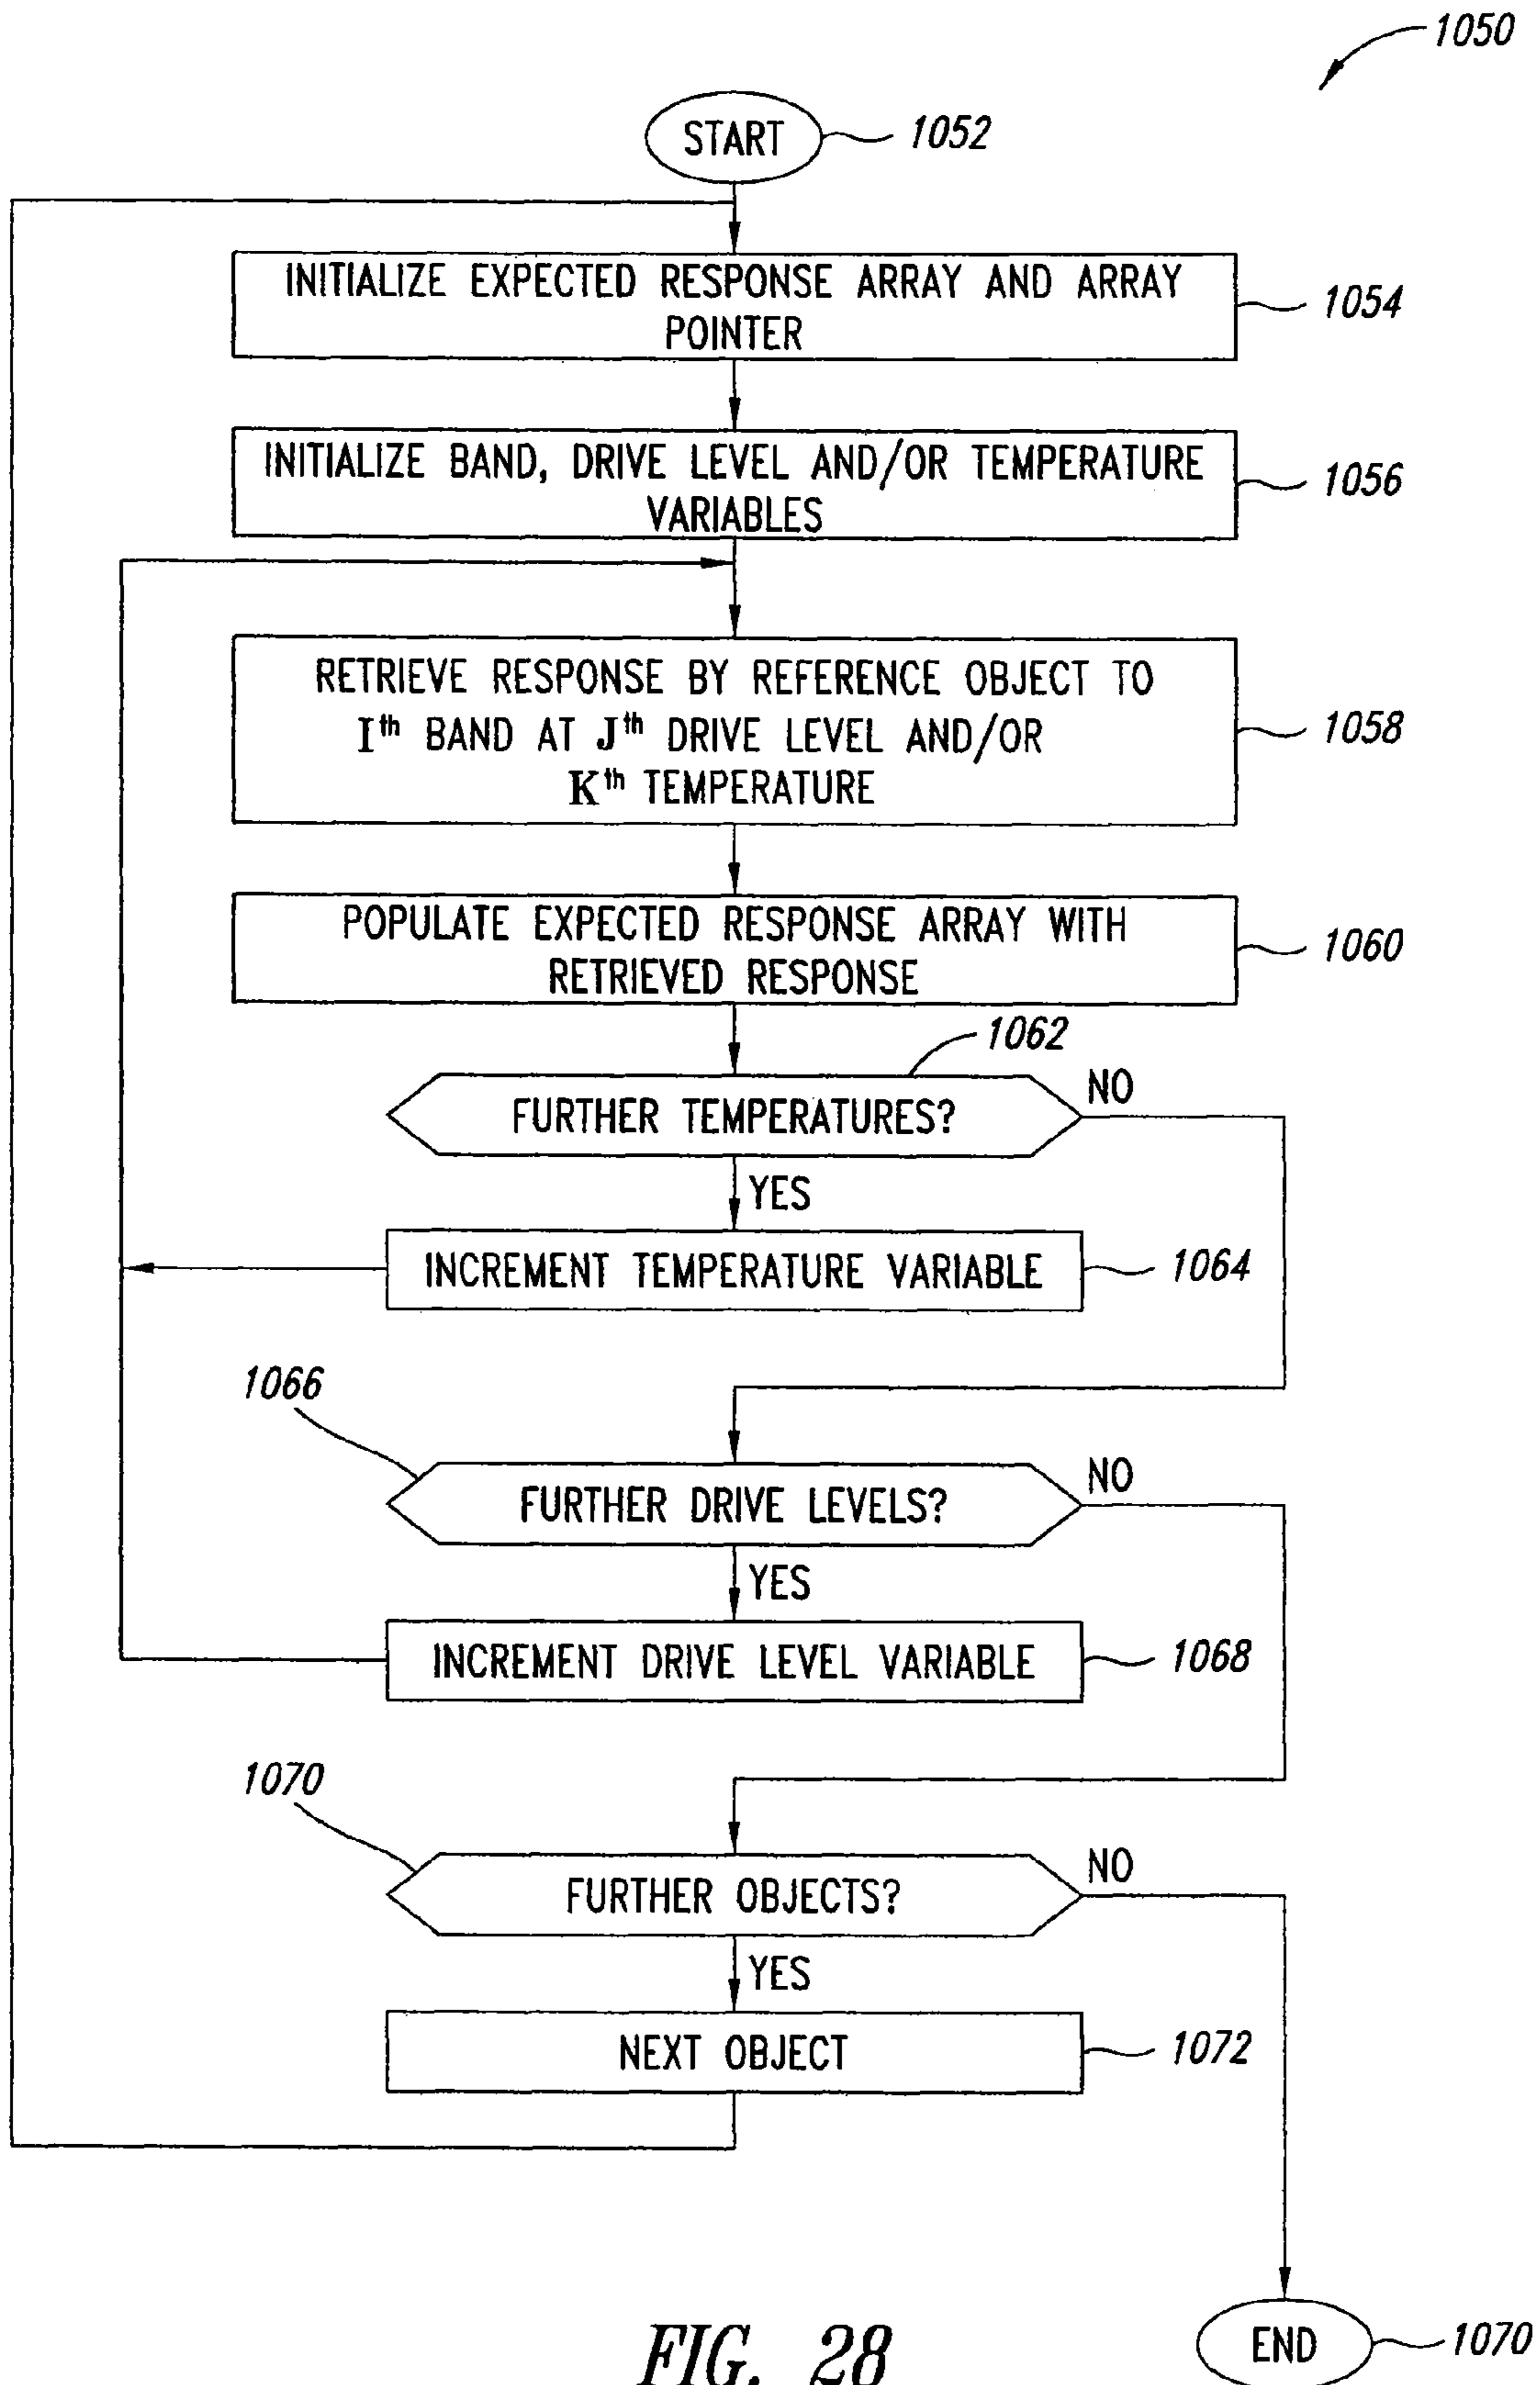 1050
START
1052
INITIALIZE EXPECTED RESPONSE ARRAY AND ARRAY
POINTER
1054
INITIALIZE BAND, DRIVE LEVEL AND/OR TEMPERATURE
VARIABLES
1056
RETRIEVE RESPONSE BY REFERENCE OBJECT TO
Ith BAND AT Jth DRIVE LEVEL AND/OR
Kth TEMPERATURE
1058
POPULATE EXPECTED RESPONSE ARRAY WITH
RETRIEVED RESPONSE
1060
1062
FURTHER TEMPERATURES?
NO
YES
INCREMENT TEMPERATURE VARIABLE
1064
1066
FURTHER DRIVE LEVELS?
NO
YES
INCREMENT DRIVE LEVEL VARIABLE
1068
1070
FURTHER OBJECTS?
NO
YES
NEXT OBJECT
1072
END
1070
FIG. 28